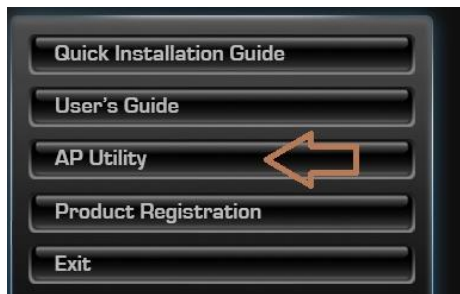 Quick Installation Guide
User's Guide
AP Utility
Product Registration
Exit